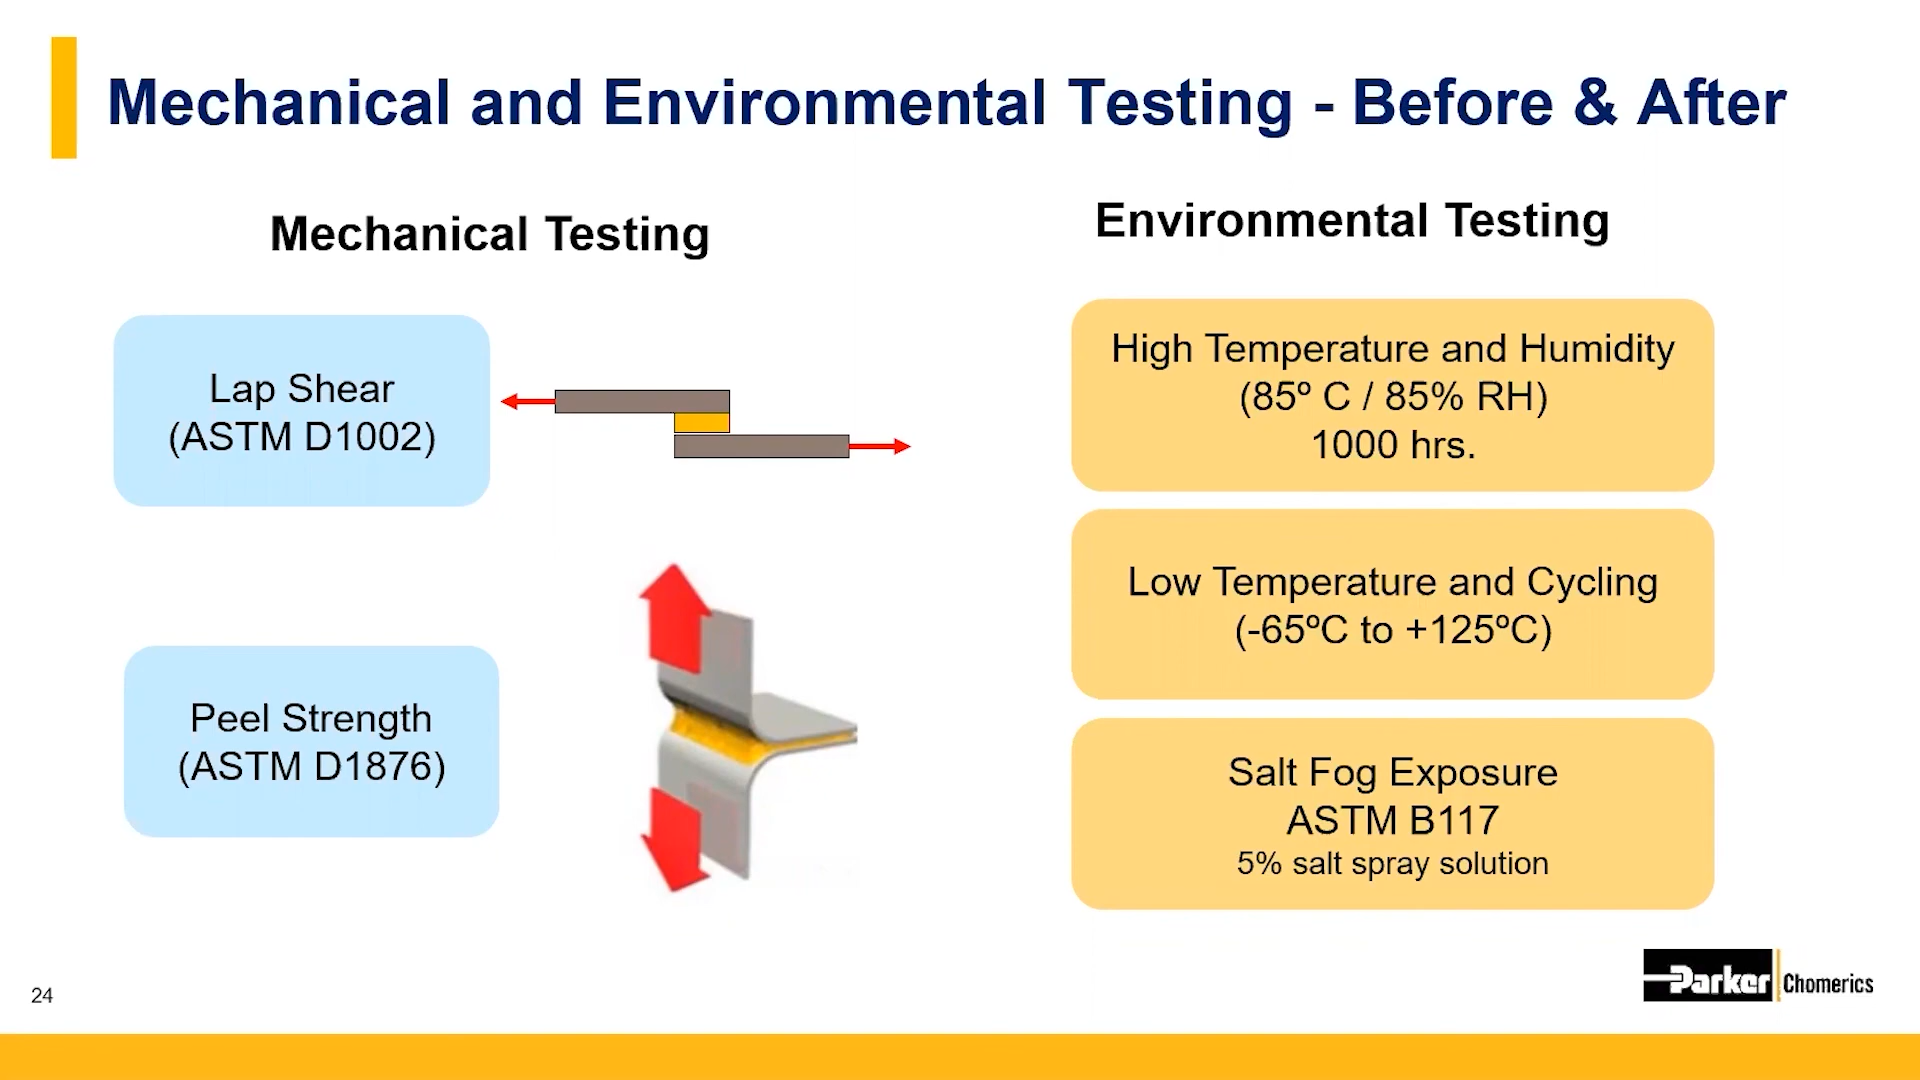 Mechanical and Environmental Testing - Before & After
Mechanical Testing
Lap Shear
(ASTM D1002)
Peel Strength
(ASTM D1876)
Environmental Testing
High Temperature and Humidity
(85º C / 85% RH)
1000 hrs.
Low Temperature and Cycling
(-65ºC to +125ºC)
Salt Fog Exposure
ASTM B117
5% salt spray solution
24
Parker Chomerics